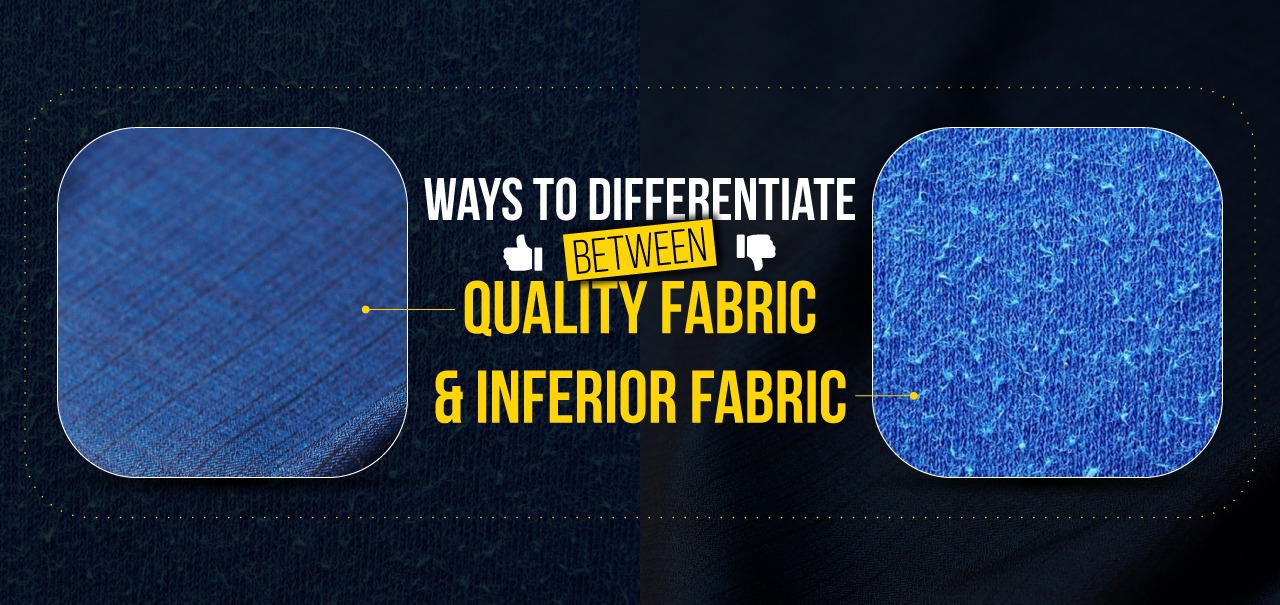 WAYS TO DIFFERENTIATE
BETWEEN
QUALITY FABRIC
& INFERIOR FABRIC